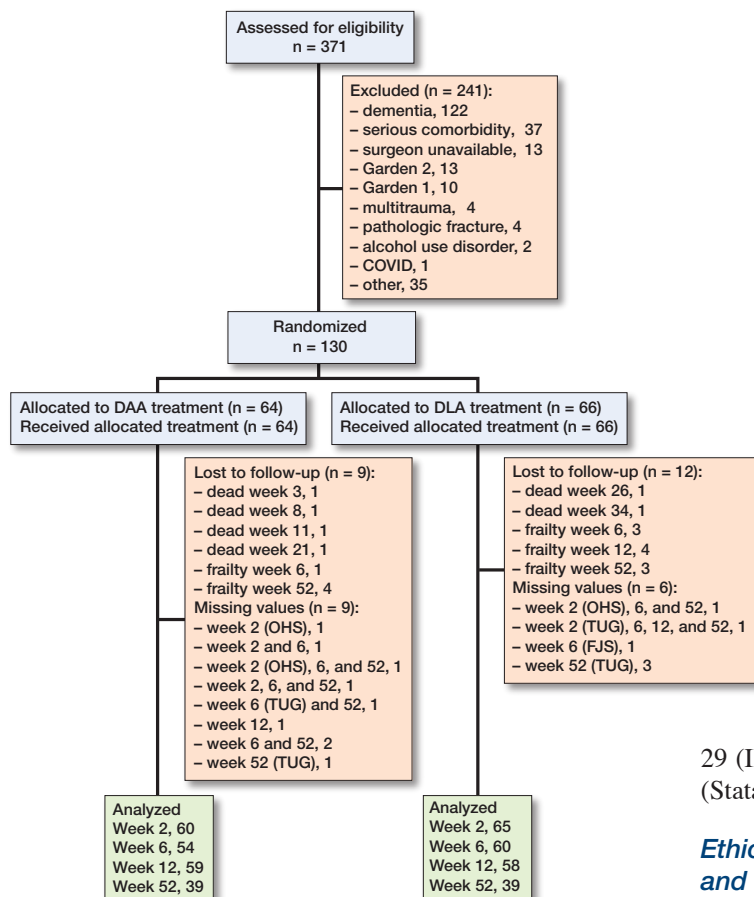 Assessed for eligibility
n = 371
Excluded (n = 241):
– dementia, 122
– serious comorbidity, 37
– surgeon unavailable, 13
– Garden 2, 13
– Garden 1, 10
– multitrauma, 4
– pathologic fracture, 4
– alcohol use disorder, 2
– COVID, 1
– other, 35
Randomized
n = 130
Allocated to DAA treatment (n = 64)
Received allocated treatment (n = 64)
Allocated to DLA treatment (n = 66)
Received allocated treatment (n = 66)
Lost to follow-up (n = 9):
– dead week 3, 1
– dead week 8, 1
– dead week 11, 1
– dead week 21, 1
– frailty week 6, 1
– frailty week 52, 4
Missing values (n = 9):
– week 2 (OHS), 1
– week 2 and 6, 1
– week 2 (OHS), 6, and 52, 1
– week 2, 6, and 52, 1
– week 6 (TUG) and 52, 1
– week 12, 1
– week 6 and 52, 2
– week 52 (TUG), 1
Lost to follow-up (n = 12):
– dead week 26, 1
– dead week 34, 1
– frailty week 6, 3
– frailty week 12, 4
– frailty week 52, 3
Missing values (n = 6):
– week 2 (OHS), 6, and 52, 1
– week 2 (TUG), 6, 12, and 52, 1
– week 6 (FJS), 1
– week 52 (TUG), 3
Analyzed
Week 2, 60
Week 6, 54
Week 12, 59
Week 52, 39
Analyzed
Week 2, 65
Week 6, 60
Week 12, 58
Week 52, 39
29 (I
(Stata
Ethic
and